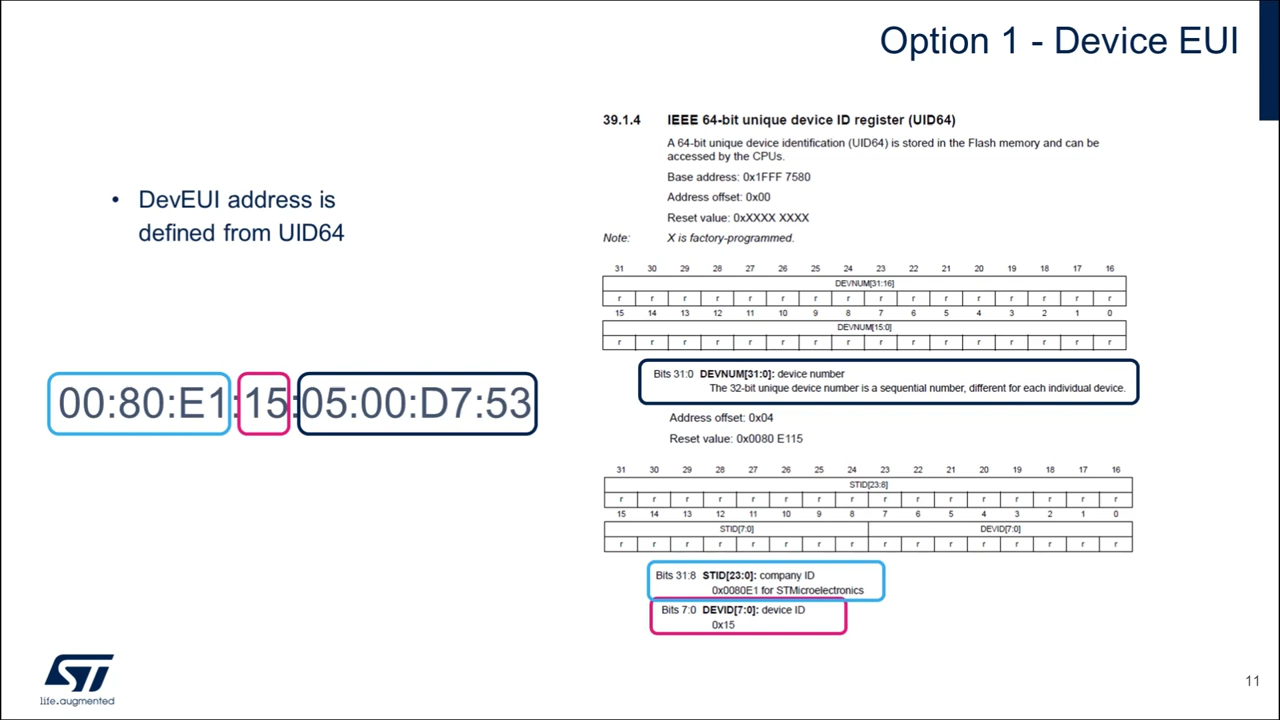 Option 1 - Device EUI
• DevEUI address is
defined from UID64
00:80:E1:15:05:00:D7:53
39.1.4 IEEE 64-bit unique device ID register (UID64)
A 64-bit unique device identification (UID64) is stored in the Flash memory and can be
accessed by the CPUs.
Base address: 0x1FFF 7580
Address offset: 0x00
Reset value: 0xXXXX XXXX
Note: X is factory-programmed.
31 30 29 28 27 26 25 24 23 22 21 20 19 18 17 16
DEVNUM[31:16]
r r r r r r r r r r r r r r r r
15 14 13 12 11 10 9 8 7 6 5 4 3 2 1 0
DEVNUM[15:0]
r r r r r r r r r r r r r r r r
Bits 31:0 DEVNUM[31:0]: device number
The 32-bit unique device number is a sequential number, different for each individual device.
Address offset: 0x04
Reset value: 0x0080 E115
31 30 29 28 27 26 25 24 23 22 21 20 19 18 17 16
STID[23:8]
r r r r r r r r r r r r r r r r
15 14 13 12 11 10 9 8 7 6 5 4 3 2 1 0
STID[7:0] DEVID[7:0]
r r r r r r r r r r r r r r r r
Bits 31:8 STID[23:0]: company ID
0x0080E1 for STMicroelectronics
Bits 7:0 DEVID[7:0]: device ID
0x15
ST
life.augmented
11